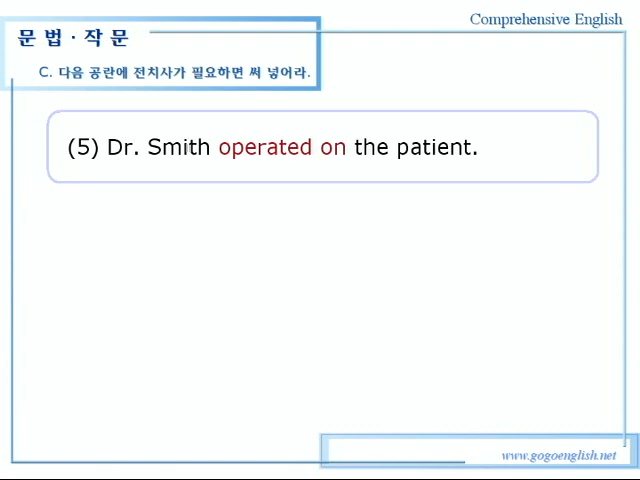 Comprehensive English
문 법 · 작 문
C. 다음 공란에 전치사가 필요하면 써 넣어라.
(5) Dr. Smith operated on the patient.
www.gogoenglish.net